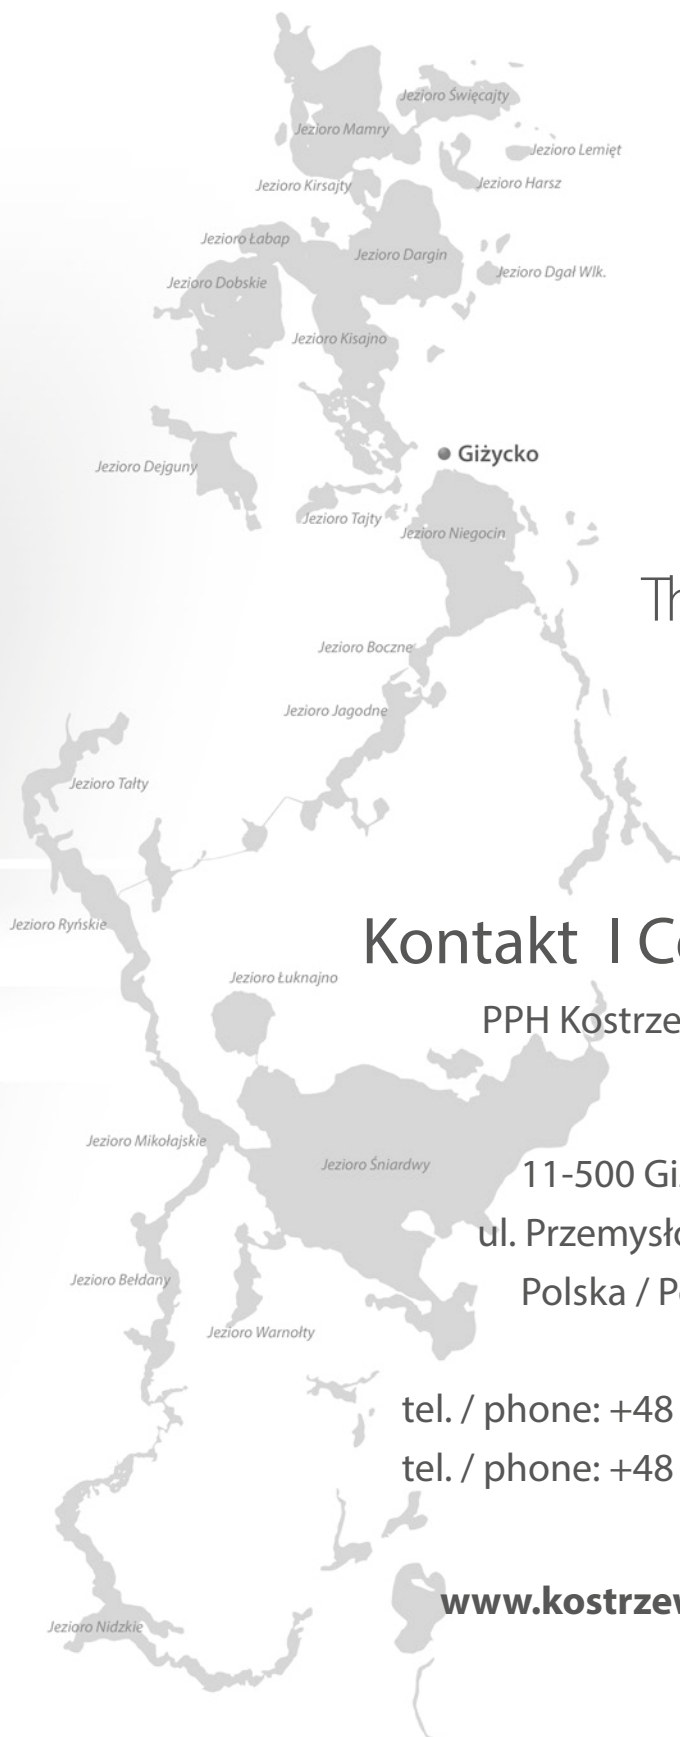 Jezioro Święcajty
Jezioro Mamry
Jezioro Lemięt
Jezioro Kirsajty
Jezioro Harsz
Jezioro Łabap
Jezioro Dargin
Jezioro Dgał Wlk.
Jezioro Dobskie
Jezioro Kisajno
Giżycko
Jezioro Dejguny
Jezioro Tajty
Jezioro Niegocin
Th
Jezioro Boczne
Jezioro Jagodne
Jezioro Tałty
Jezioro Ryńskie
Kontakt I Co
Jezioro Łuknajno
PPH Kostrze
Jezioro Mikołajskie
Jezioro Śniardwy
11-500 Giż
ul. Przemysło
Jezioro Bełdany
Polska / Po
Jezioro Warnołty
tel. / phone: +48
tel. / phone: +48
www.kostrzew
Jezioro Nidzkie